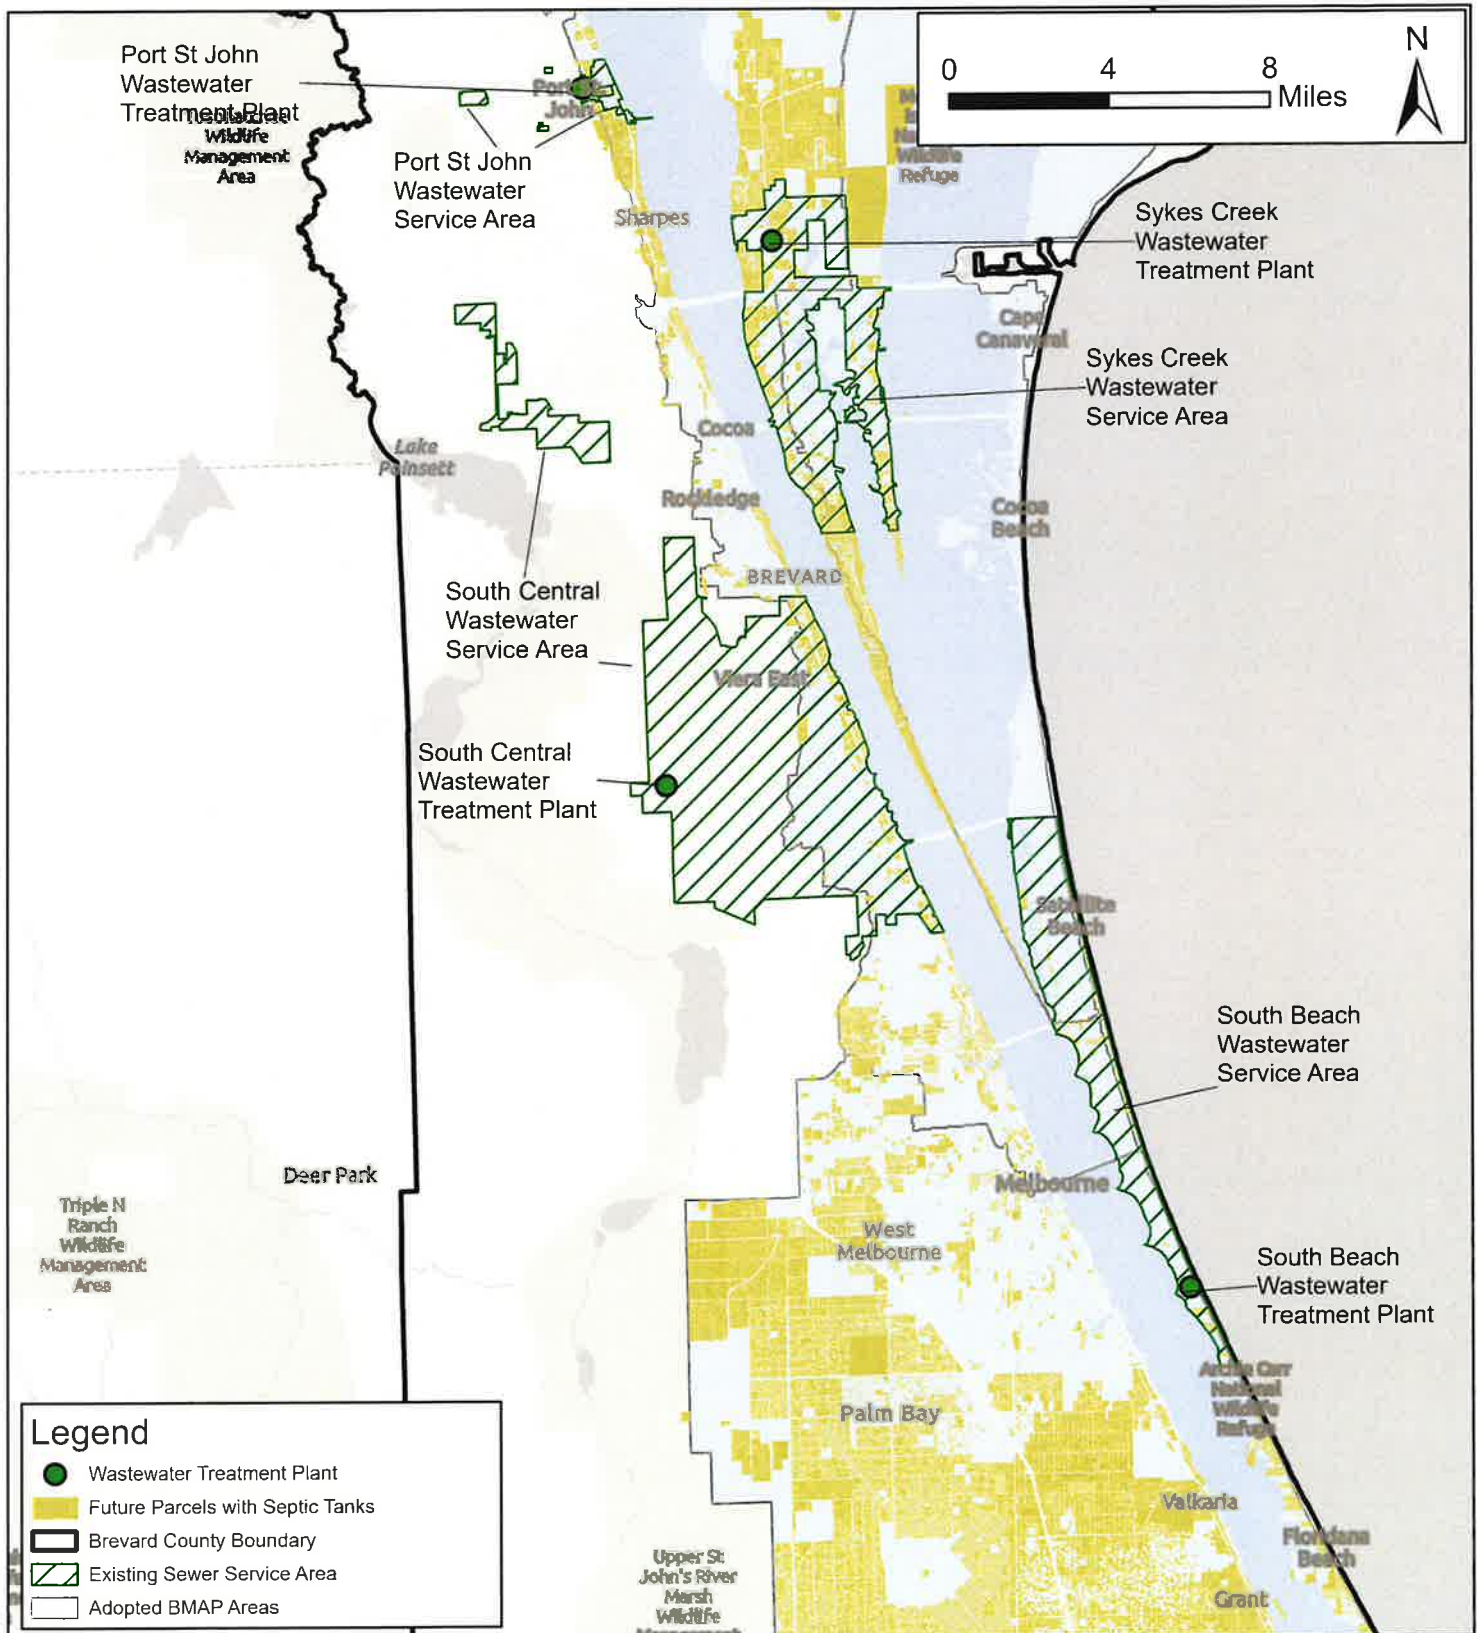 Port St John
Wastewater
Treatment Plant
Wildlife
Management
Area
Port St
John
Port St John
Wastewater
Service Area
Sharpes
0 4 8
Miles
N
Wildlife
Refuge
Sykes Creek
Wastewater
Treatment Plant
Cape
Canaveral
Sykes Creek
Wastewater
Service Area
Lake
Poinsett
Cocoa
Rockledge
Cocoa
Beach
BREVARD
South Central
Wastewater
Service Area
Viera East
South Central
Wastewater
Treatment Plant
Satellite
Beach
South Beach
Wastewater
Service Area
Deer Park
Melbourne
Triple N
Ranch
Wildlife
Management
Area
West
Melbourne
South Beach
Wastewater
Treatment Plant
Archie Carr
National
Wildlife
Refuge
Palm Bay
Valkaria
Floridana
Beach
Grant
Upper St
John's River
Marsh
Wildlife
Legend
Wastewater Treatment Plant
Future Parcels with Septic Tanks
Brevard County Boundary
Existing Sewer Service Area
Adopted BMAP Areas